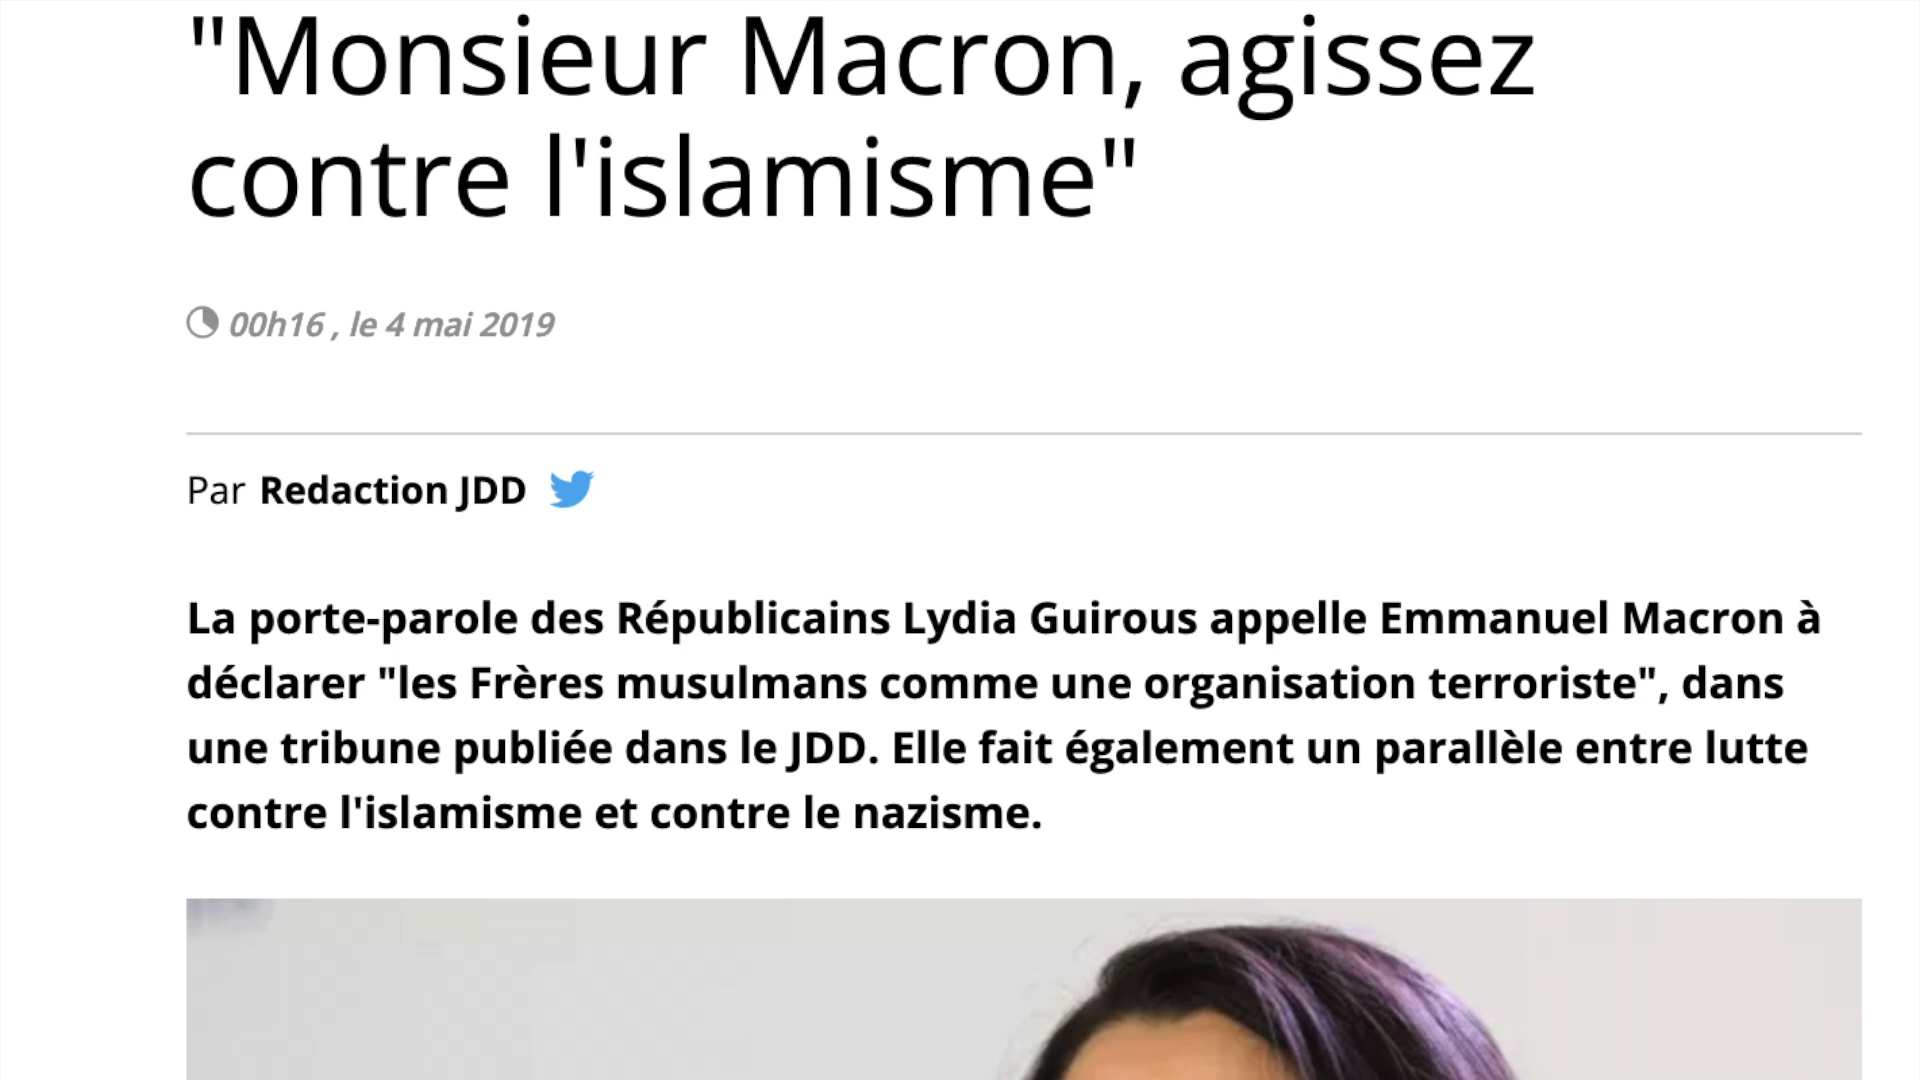 "Monsieur Macron, agissez
contre l'islamisme"
00h16 , le 4 mai 2019
Par Redaction JDD
La porte-parole des Républicains Lydia Guirous appelle Emmanuel Macron à
déclarer "les Frères musulmans comme une organisation terroriste", dans
une tribune publiée dans le JDD. Elle fait également un parallèle entre lutte
contre l'islamisme et contre le nazisme.